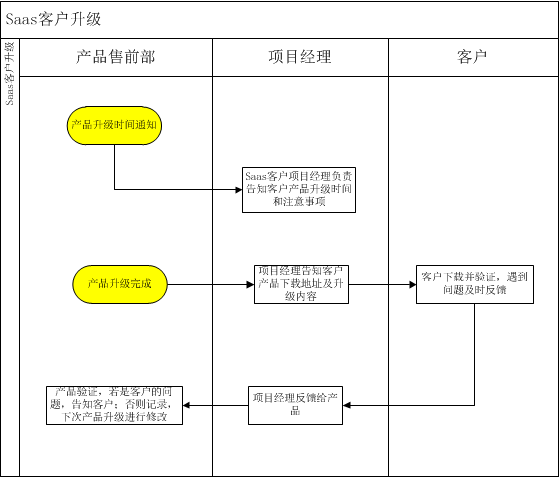 Saas客户升级
Saas客户升级
产品售前部
项目经理
客户
产品升级时间通知
Saas客户项目经理负责
告知客户产品升级时间
和注意事项
产品升级完成
项目经理告知客户
产品下载地址及升
级内容
客户下载并验证，遇到
问题及时反馈
产品验证，若是客户的问
题，告知客户；否则记录，
下次产品升级进行修改
项目经理反馈给产
品